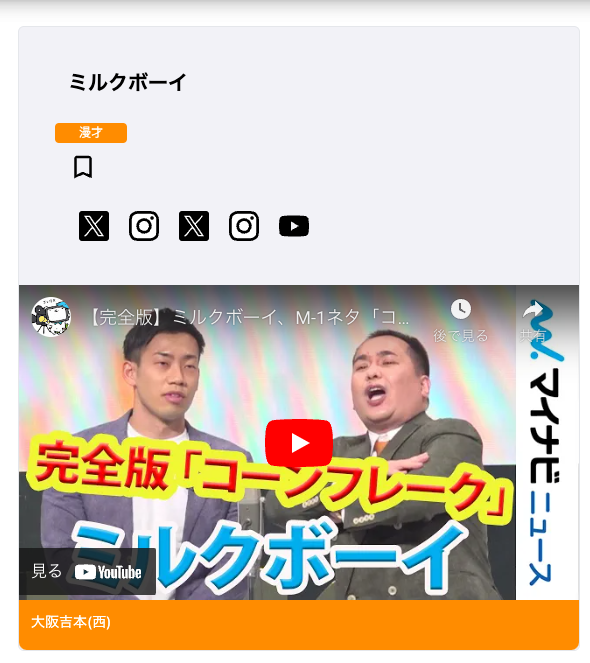 ミルクボーイ
漫才
【完全版】ミルクボーイ、M-1ネタ「コ...
後で見る
共有
マイナビニュース
完全版「コーンフレーク」
ミルクボーイ
見る YouTube
大阪吉本(西)